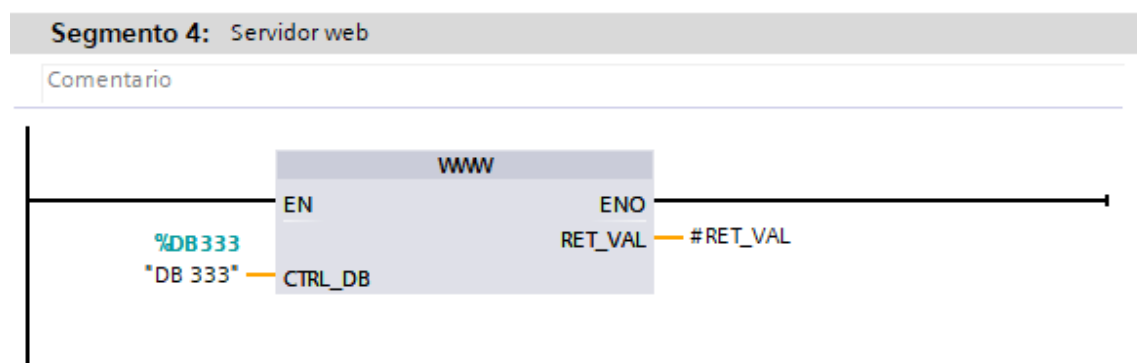 Segmento 4: Servidor web
Comentario
WWW
EN ENO
%DB333 RET_VAL #RET_VAL
"DB 333" CTRL_DB